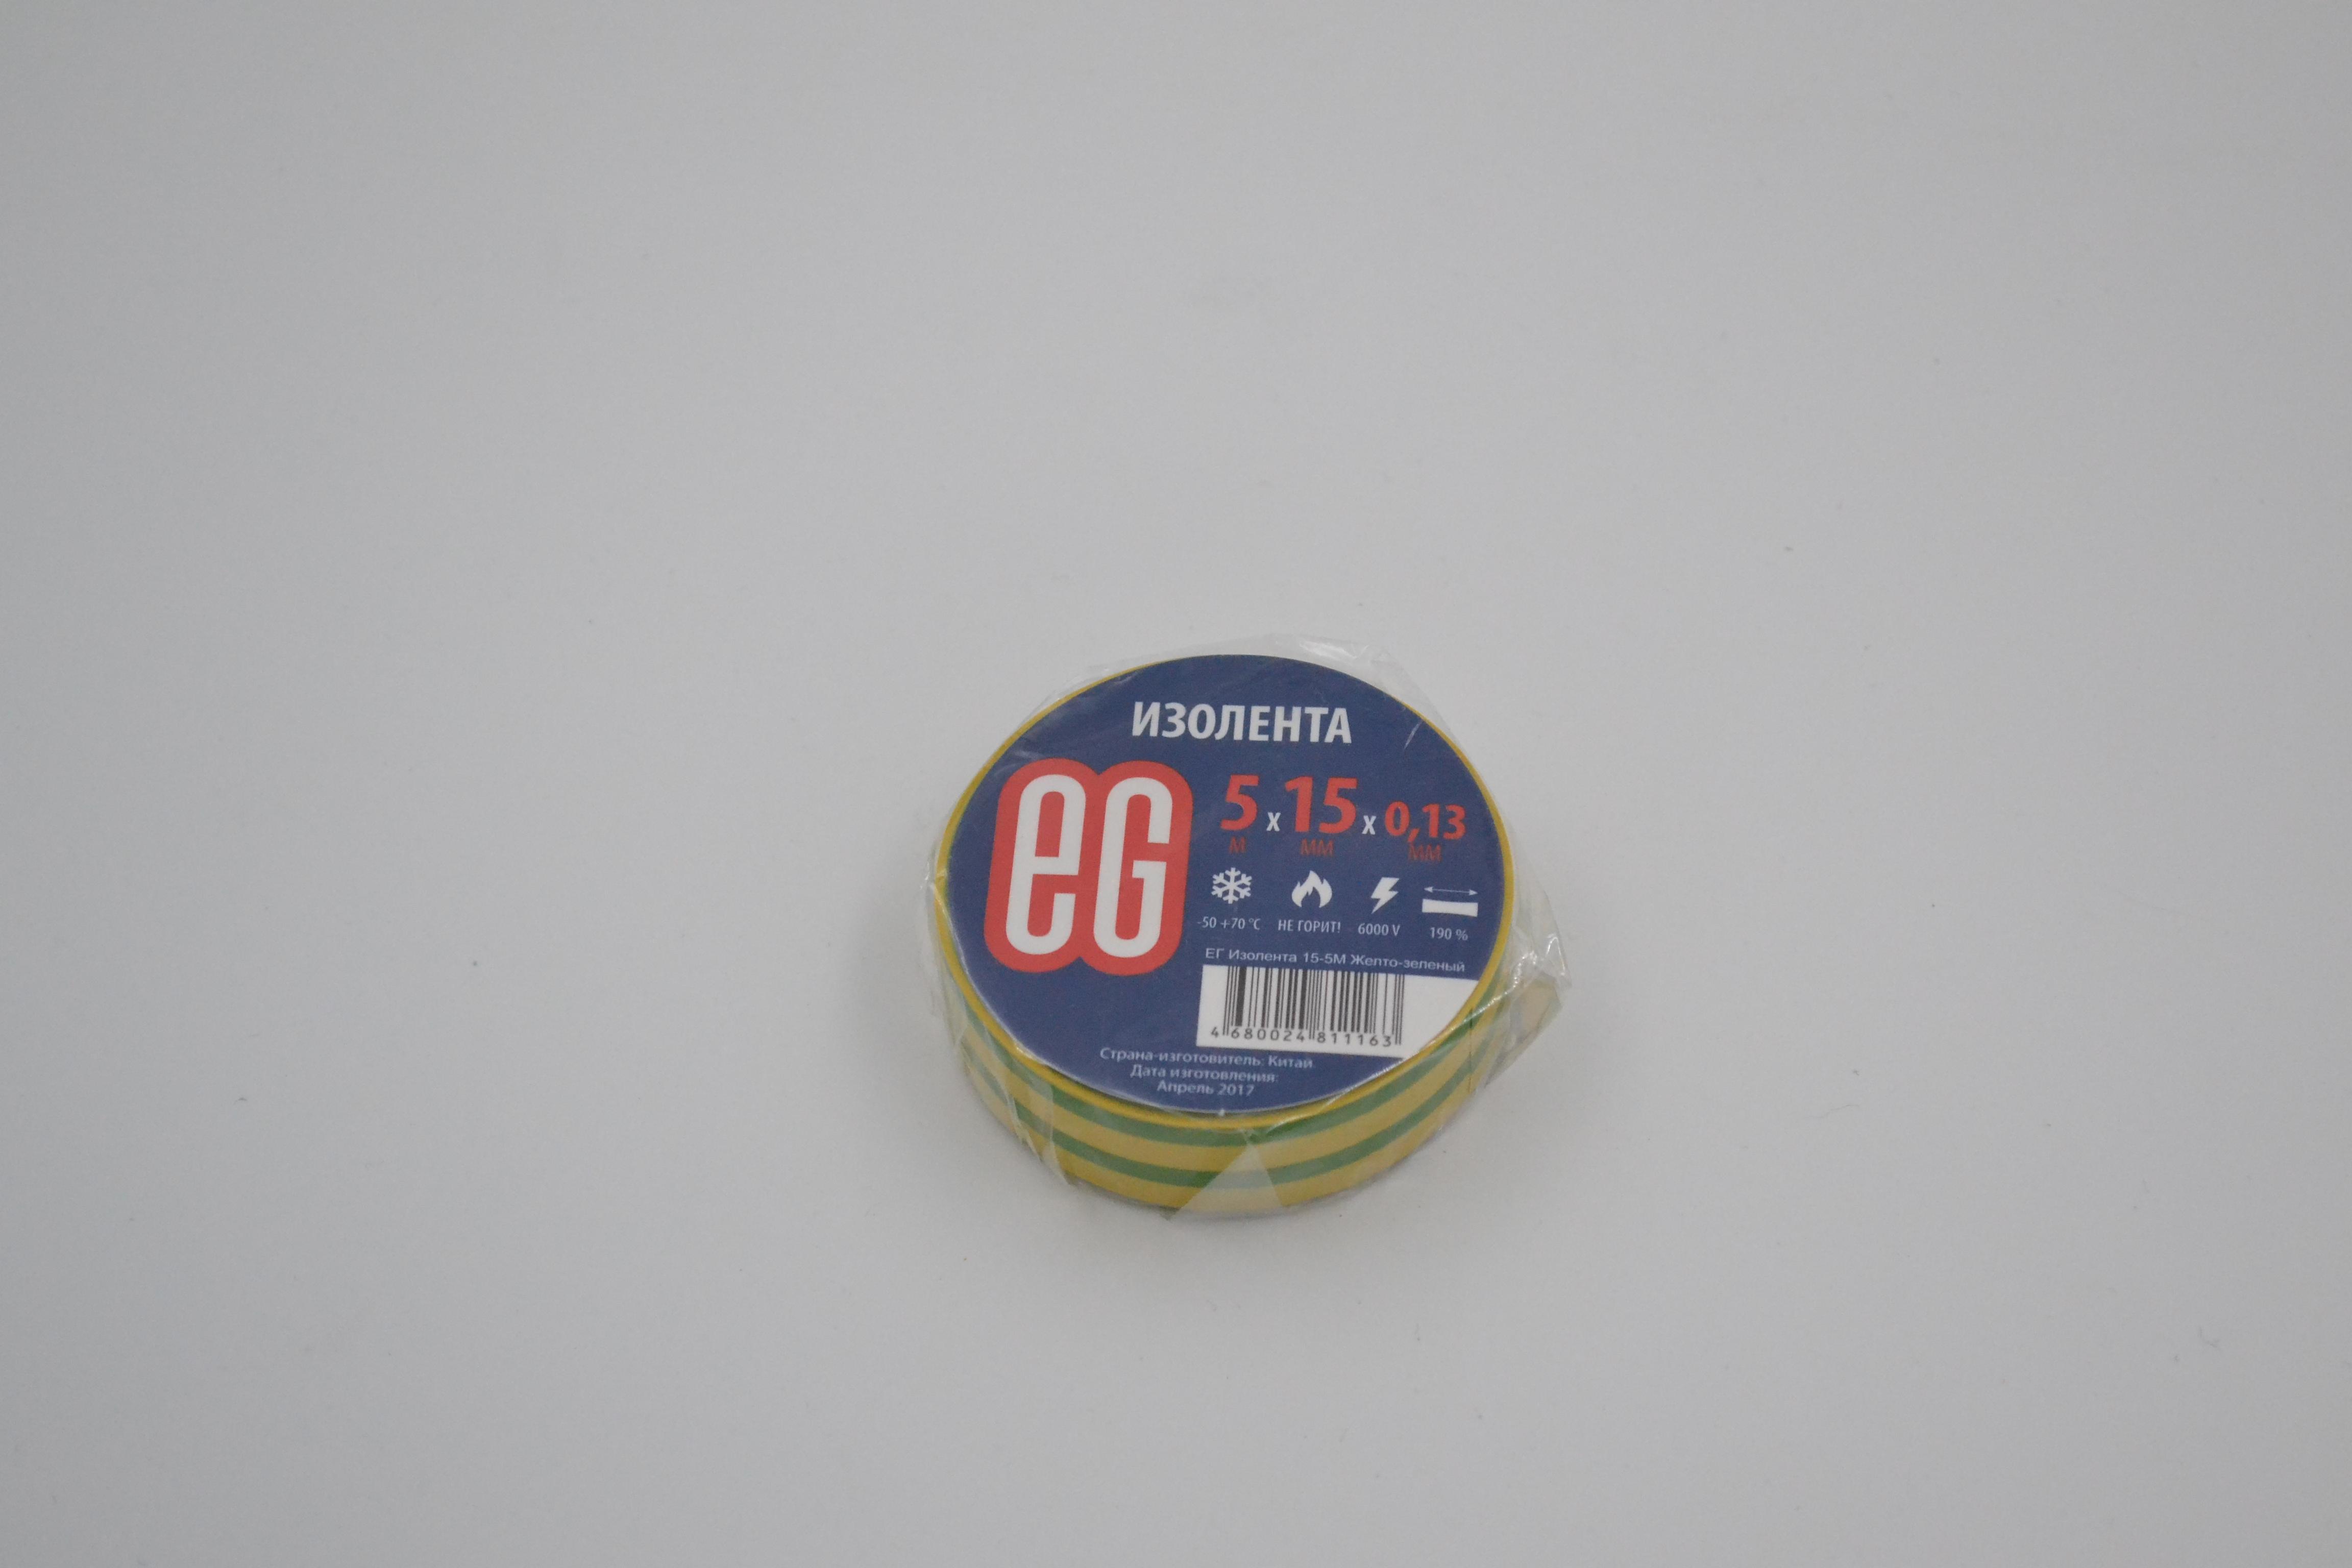 ИЗОЛЕНТА
eG
5 x 15 x 0,13
М ММ ММ
-50 +70 °C НЕ ГОРИТ! 6000 V 190 %
ЕГ Изолента 15-5М Желто-зеленый
4 680024 811163
Страна-изготовитель: Китай
Дата изготовления:
Апрель 2017